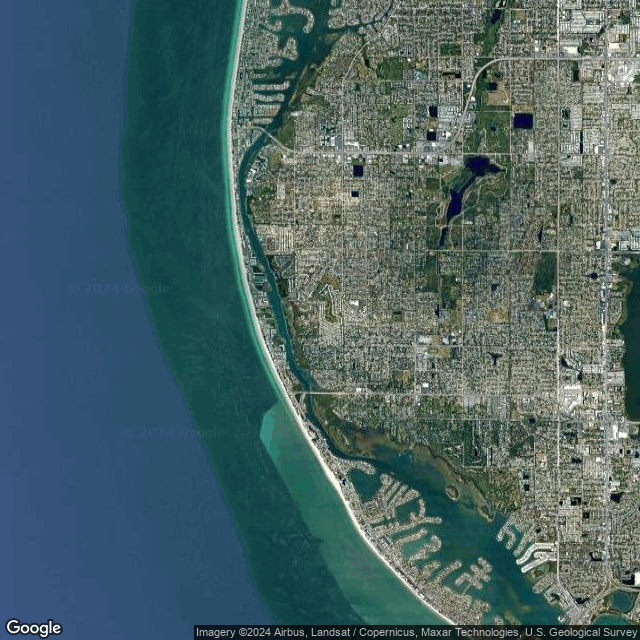 © 2024 Google
© 2024 Google
Google
Imagery ©2024 Airbus, Landsat / Copernicus, Maxar Technologies, U.S. Geological Survey